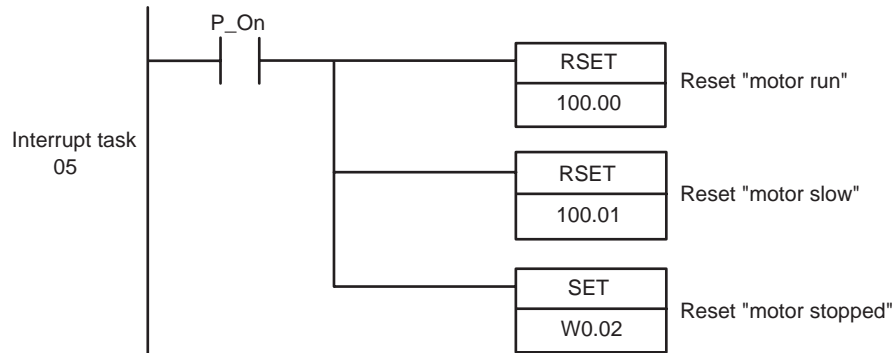 P_On
RSET
100.00
Reset "motor run"
Interrupt task
05
RSET
100.01
Reset "motor slow"
SET
W0.02
Reset "motor stopped"